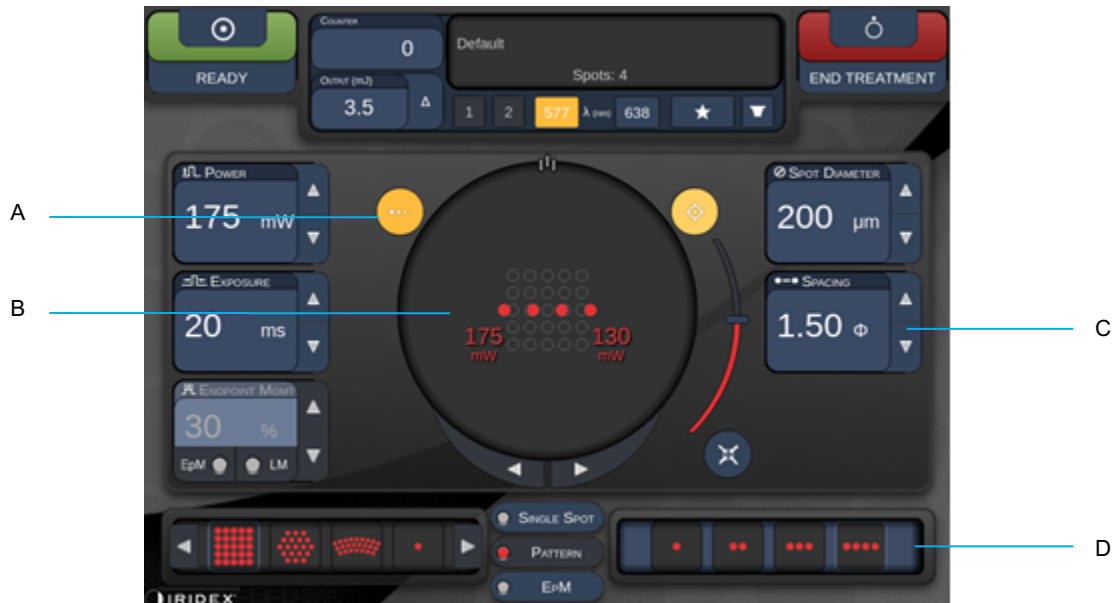 COUNTER
0
Default
Spots: 4
READY
OUTPUT (mJ)
3.5
Δ
1 2 577 λ (nm) 638
END TREATMENT
POWER
175 mW
SPOT DIAMETER
200 μm
A
EXPOSURE
20 ms
SPACING
1.50 Φ
B
C
175
mW
130
mW
ENDPOINT MGMT
30 %
EpM LM
SINGLE SPOT
PATTERN
EPM
D
IRIDEX